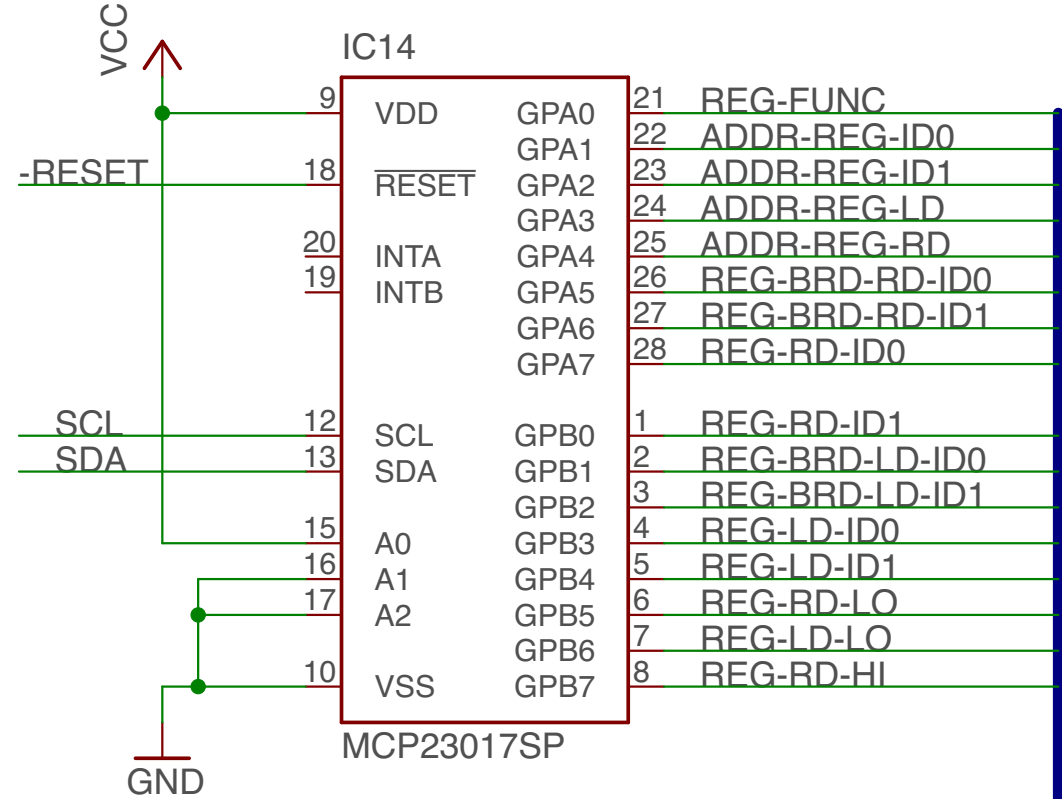 VCC
IC14
9 VDD GPA0 21 REG-FUNC
GPA1 22 ADDR-REG-ID0
-RESET 18 RESET GPA2 23 ADDR-REG-ID1
GPA3 24 ADDR-REG-LD
20 INTA GPA4 25 ADDR-REG-RD
19 INTB GPA5 26 REG-BRD-RD-ID0
GPA6 27 REG-BRD-RD-ID1
GPA7 28 REG-RD-ID0
SCL 12 SCL GPB0 1 REG-RD-ID1
SDA 13 SDA GPB1 2 REG-BRD-LD-ID0
GPB2 3 REG-BRD-LD-ID1
15 A0 GPB3 4 REG-LD-ID0
16 A1 GPB4 5 REG-LD-ID1
17 A2 GPB5 6 REG-RD-LO
GPB6 7 REG-LD-LO
10 VSS GPB7 8 REG-RD-HI
MCP23017SP
GND